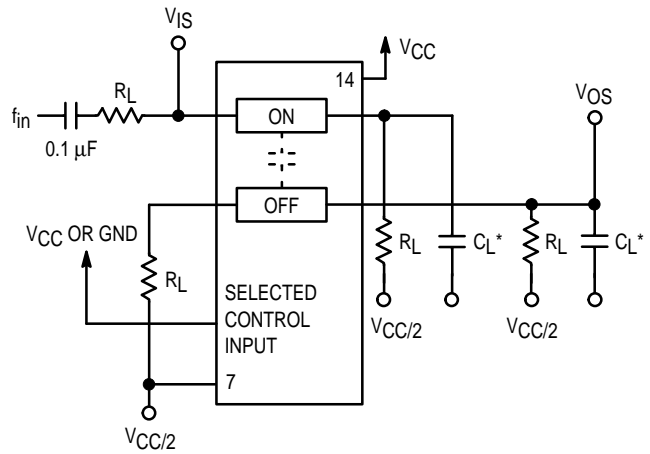 VIS
VCC
14
RL
fin
0.1 µF
ON
VOS
OFF
VCC OR GND
RL
RL
CL*
RL
CL*
SELECTED
CONTROL
INPUT
VCC/2
VCC/2
7
VCC/2